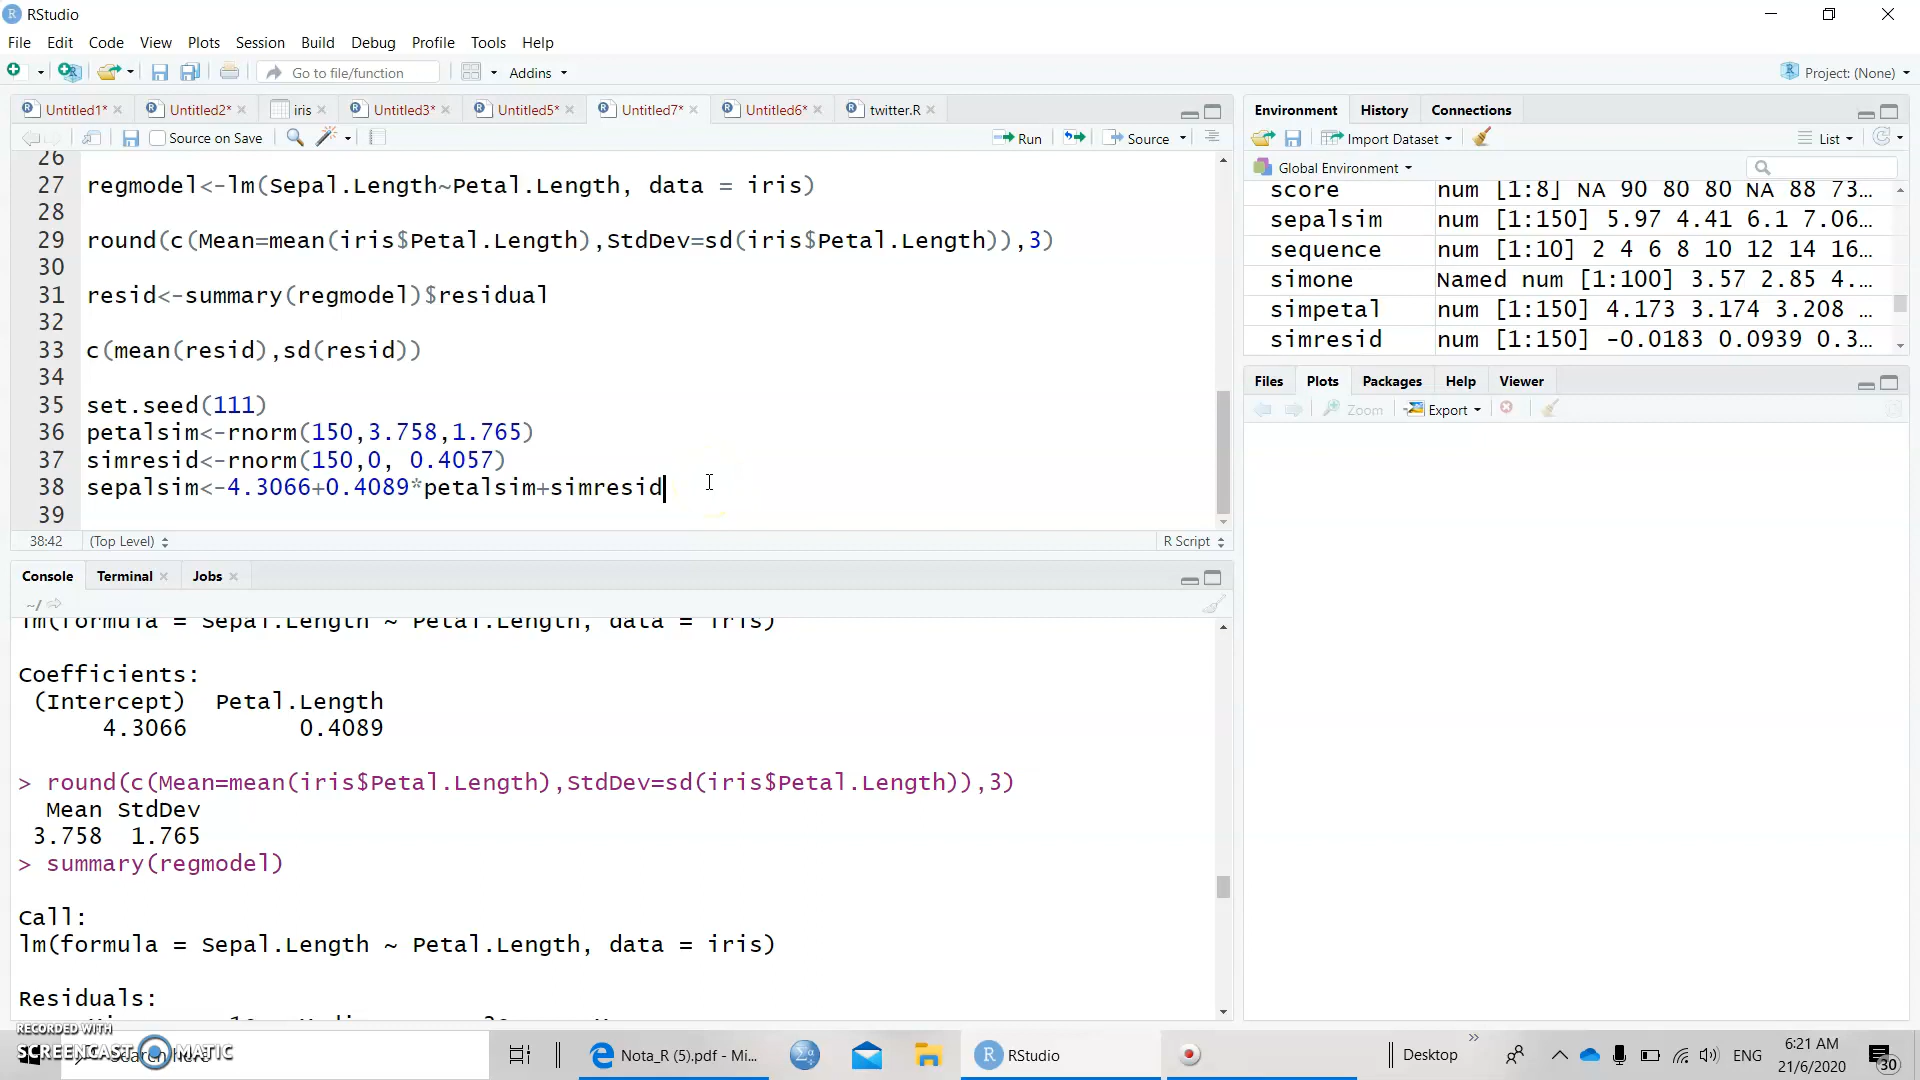 RStudio
File Edit Code View Plots Session Build Debug Profile Tools Help
Go to file/function Addins Project: (None)
Untitled1* Untitled2* iris Untitled3* Untitled5* Untitled7* Untitled6* twitter.R
Source on Save Run Source
26
27 regmodel<-lm(Sepal.Length~Petal.Length, data = iris)
28
29 round(c(Mean=mean(iris$Petal.Length),StdDev=sd(iris$Petal.Length)),3)
30
31 resid<-summary(regmodel)$residual
32
33 c(mean(resid),sd(resid))
34
35 set.seed(111)
36 petalsim<-rnorm(150,3.758,1.765)
37 simresid<-rnorm(150,0, 0.4057)
38 sepalsim<-4.3066+0.4089*petalsim+simresid
39
38:42 (Top Level) R Script
Console Terminal Jobs
~/
lm(formula = Sepal.Length ~ Petal.Length, data = iris)
Coefficients:
(Intercept) Petal.Length
4.3066 0.4089
> round(c(Mean=mean(iris$Petal.Length),StdDev=sd(iris$Petal.Length)),3)
Mean StdDev
3.758 1.765
> summary(regmodel)
Call:
lm(formula = Sepal.Length ~ Petal.Length, data = iris)
Residuals:
Environment History Connections
Import Dataset List
Global Environment
score num [1:8] NA 90 80 80 NA 88 73...
sepalsim num [1:150] 5.97 4.41 6.1 7.06...
sequence num [1:10] 2 4 6 8 10 12 14 16...
simone Named num [1:100] 3.57 2.85 4....
simpetal num [1:150] 4.173 3.174 3.208 ...
simresid num [1:150] -0.0183 0.0939 0.3...
Files Plots Packages Help Viewer
Zoom Export
RECORDED WITH
SCREENCAST MATIC
Nota_R (5).pdf - Mi...
RStudio
Desktop
ENG
6:21 AM
21/6/2020
30